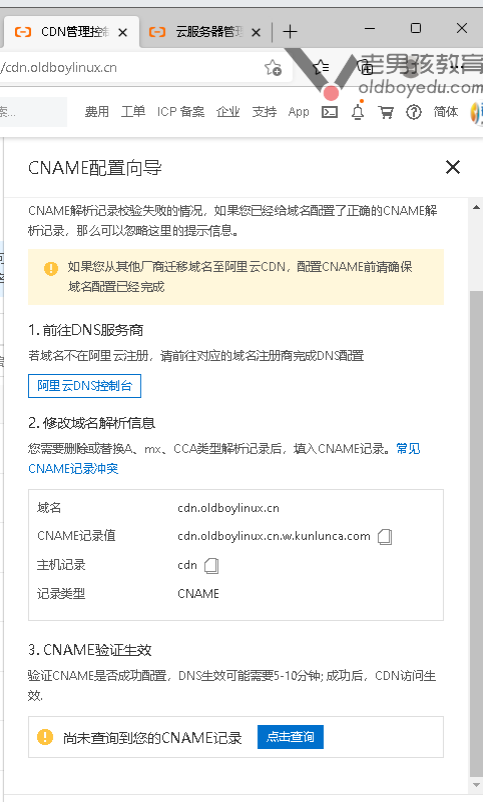 CDN管理控制
云服务器管理
/cdn.oldboylinux.cn
老男孩教育
oldboyedu.com
索...
费用 工单 ICP 备案 企业 支持 App 简体
CNAME配置向导
CNAME解析记录校验失败的情况，如果您已经给域名配置了正确的CNAME解
析记录，那么可以忽略这里的提示信息。
如果您从其他厂商迁移域名至阿里云CDN，配置CNAME前请确保
域名配置已经完成
1. 前往DNS服务商
若域名不在阿里云注册，请前往对应的域名注册商完成DNS配置
阿里云DNS控制台
2. 修改域名解析信息
您需要删除或替换A、mx、CCA类型解析记录后，填入CNAME记录。常见
CNAME记录冲突
域名 cdn.oldboylinux.cn
CNAME记录值 cdn.oldboylinux.cn.w.kunlunca.com
主机记录 cdn
记录类型 CNAME
3. CNAME验证生效
验证CNAME是否成功配置，DNS生效可能需要5-10分钟; 成功后，CDN访问生
效.
尚未查询到您的CNAME记录 点击查询